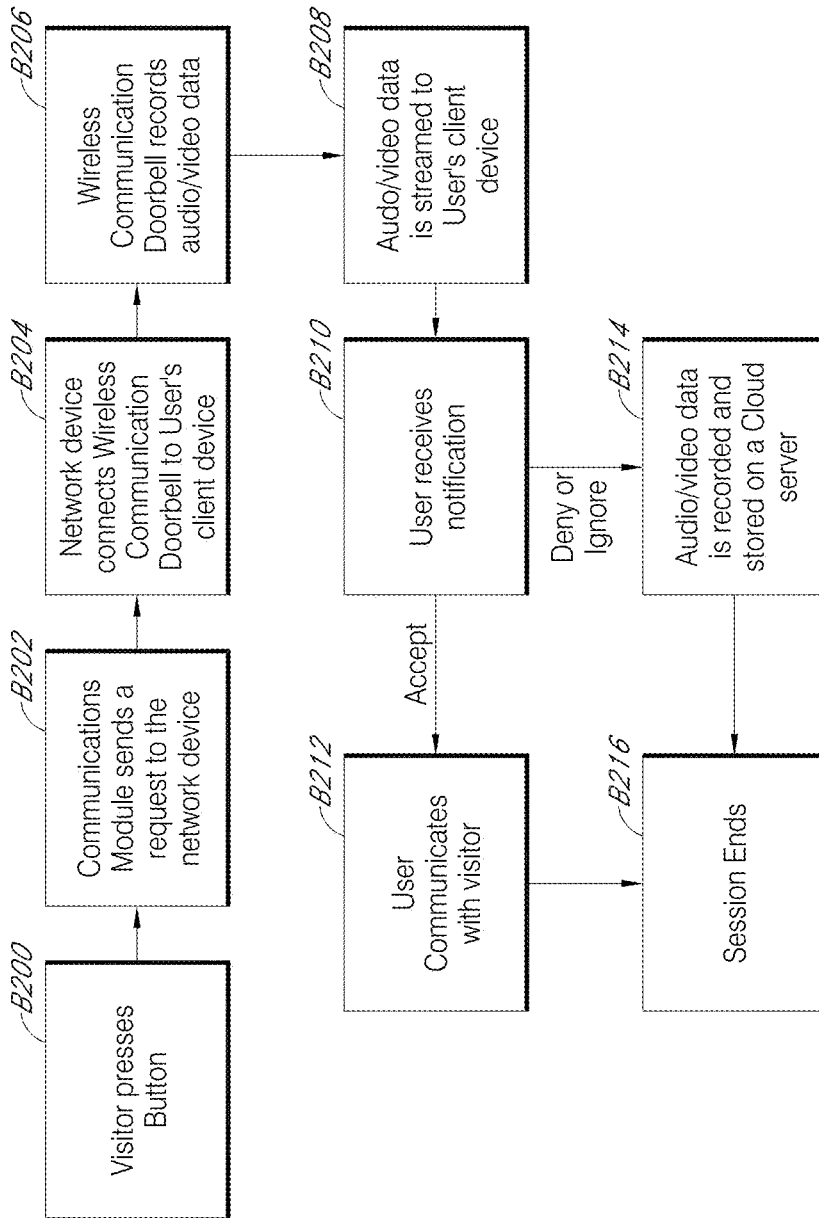 B200
Visitor presses
Button
B202
Communications
Module sends a
request to the
network device
B204
Network device
connects Wireless
Communication
Doorbell to User's
client device
B206
Wireless
Communication
Doorbell records
audio/video data
B208
Audo/video data
is streamed to
User's client
device
B210
User receives
notification
Accept
Deny or
Ignore
B212
User
Communicates
with visitor
B214
Audio/video data
is recorded and
stored on a Cloud
server
B216
Session Ends